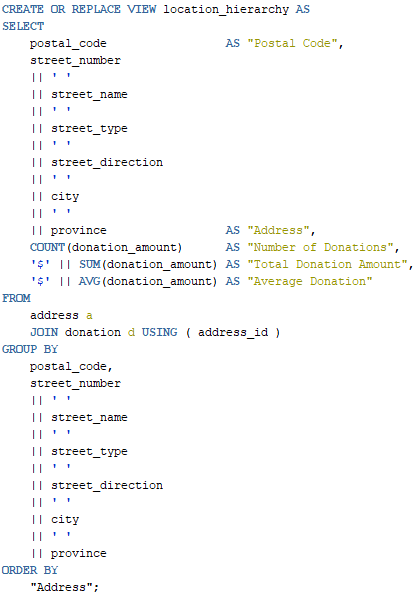 CREATE OR REPLACE VIEW location_hierarchy AS
SELECT
    postal_code                 AS "Postal Code",
    street_number
    || ' '
    || street_name
    || ' '
    || street_type
    || ' '
    || street_direction
    || ' '
    || city
    || ' '
    || province                 AS "Address",
    COUNT(donation_amount)      AS "Number of Donations",
    '$' || SUM(donation_amount) AS "Total Donation Amount",
    '$' || AVG(donation_amount) AS "Average Donation"
FROM
    address a
    JOIN donation d USING ( address_id )
GROUP BY
    postal_code,
    street_number
    || ' '
    || street_name
    || ' '
    || street_type
    || ' '
    || street_direction
    || ' '
    || city
    || ' '
    || province
ORDER BY
    "Address";